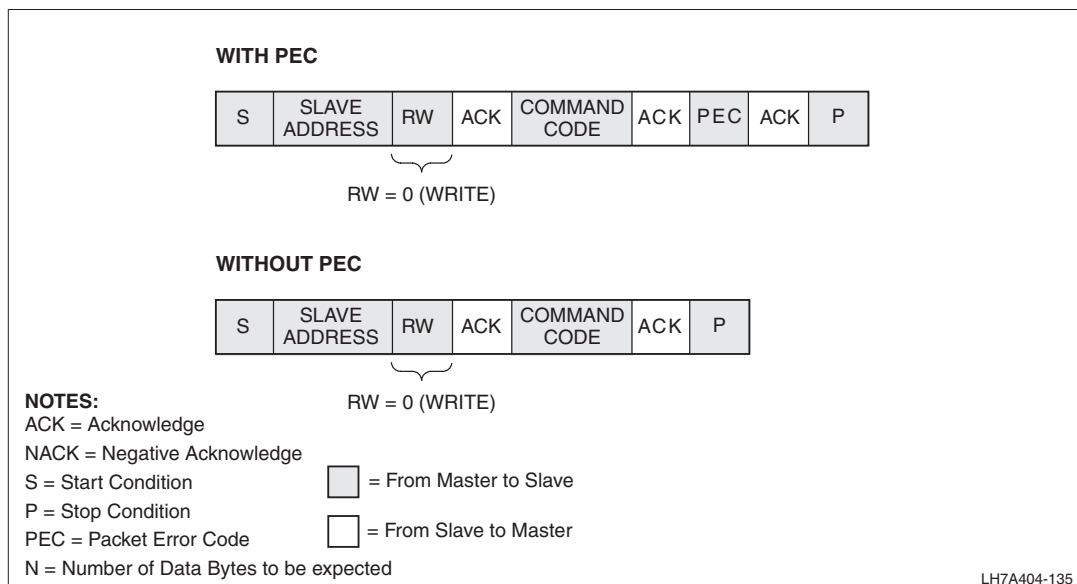 WITH PEC
S SLAVE ADDRESS RW ACK COMMAND CODE ACK PEC ACK P
RW = 0 (WRITE)
WITHOUT PEC
S SLAVE ADDRESS RW ACK COMMAND CODE ACK P
RW = 0 (WRITE)
NOTES:
ACK = Acknowledge
NACK = Negative Acknowledge
S = Start Condition
P = Stop Condition
PEC = Packet Error Code
N = Number of Data Bytes to be expected
= From Master to Slave
= From Slave to Master
LH7A404-135